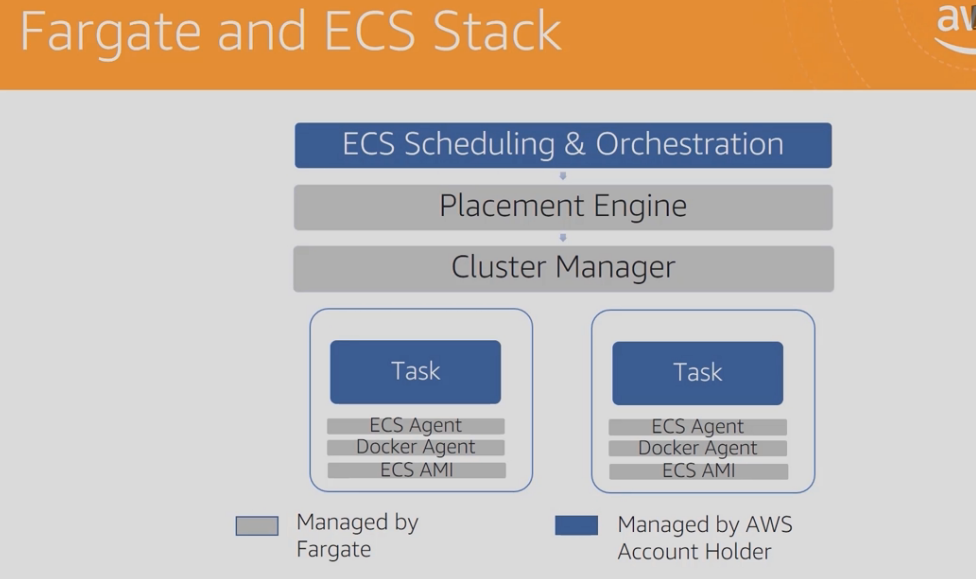 Fargate and ECS Stack
ECS Scheduling & Orchestration
Placement Engine
Cluster Manager
Task
ECS Agent
Docker Agent
ECS AMI
Task
ECS Agent
Docker Agent
ECS AMI
Managed by
Fargate
Managed by AWS
Account Holder